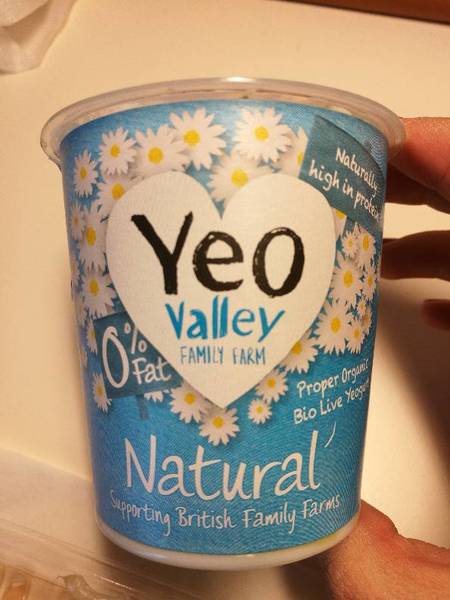 Naturally
high in protein
Yeo
Valley
FAMILY FARM
0%
Fat
Proper Organic
Bio Live Yeogurt
Natural
Supporting British Family Farms